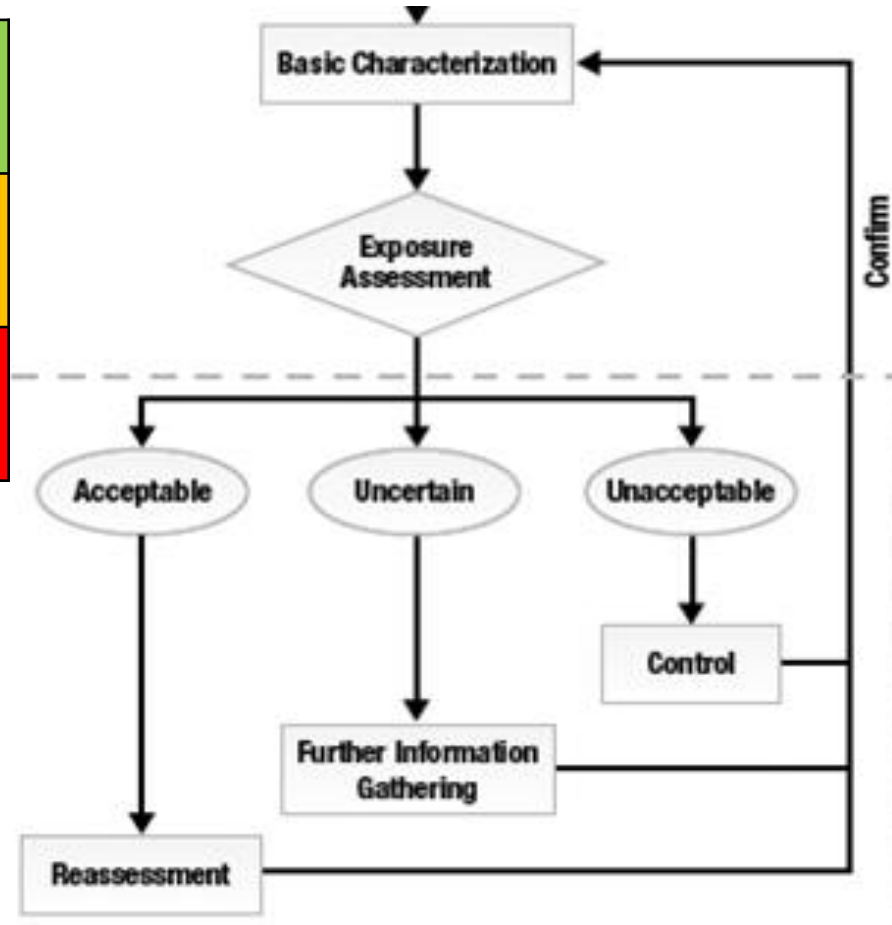 Basic Characterization
Exposure
Assessment
Confirm
Acceptable
Uncertain
Unacceptable
Control
Further Information
Gathering
Reassessment